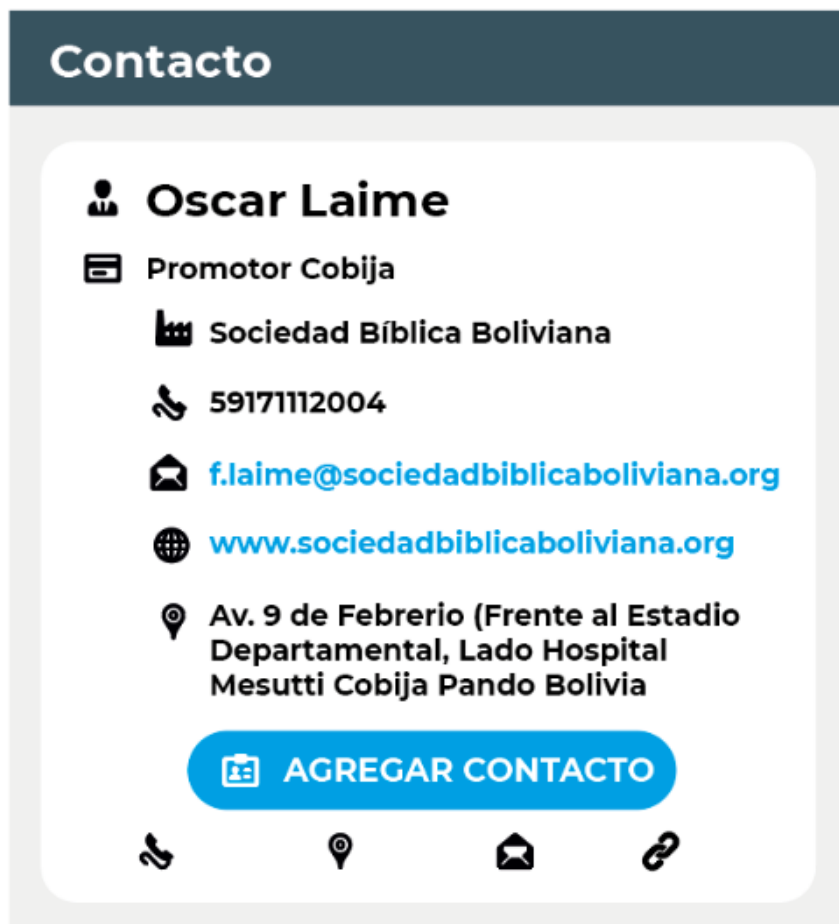 Contacto
Oscar Laime
Promotor Cobija
Sociedad Bíblica Boliviana
59171112004
f.laime@sociedadbiblicaboliviana.org
www.sociedadbiblicaboliviana.org
Av. 9 de Febrerio (Frente al Estadio
Departamental, Lado Hospital
Mesutti Cobija Pando Bolivia
AGREGAR CONTACTO